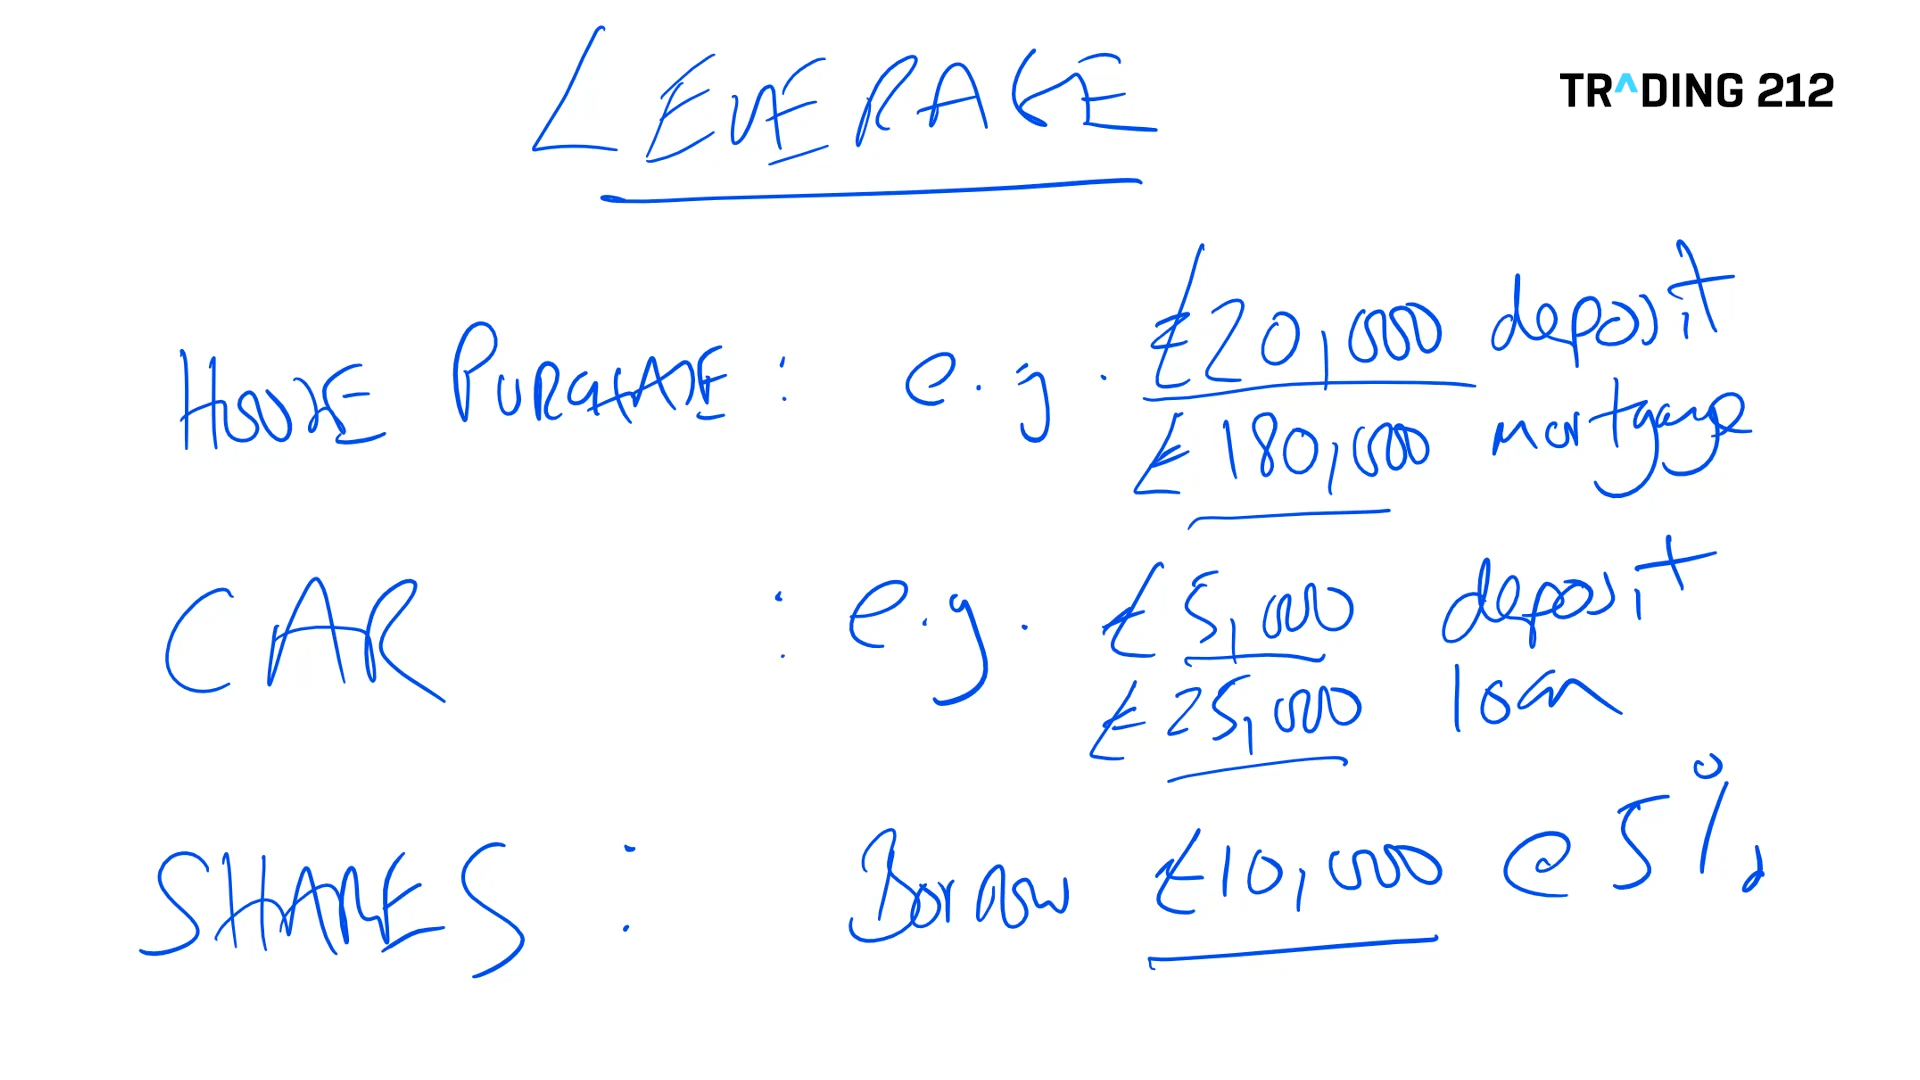 LEVERAGE
TRADING 212
HOUSE PURCHASE : e.g. £20,000 deposit
£180,000 mortgage
CAR : e.g. £5,000 deposit
£25,000 loan
SHARES : Borrow £10,000 @ 5%